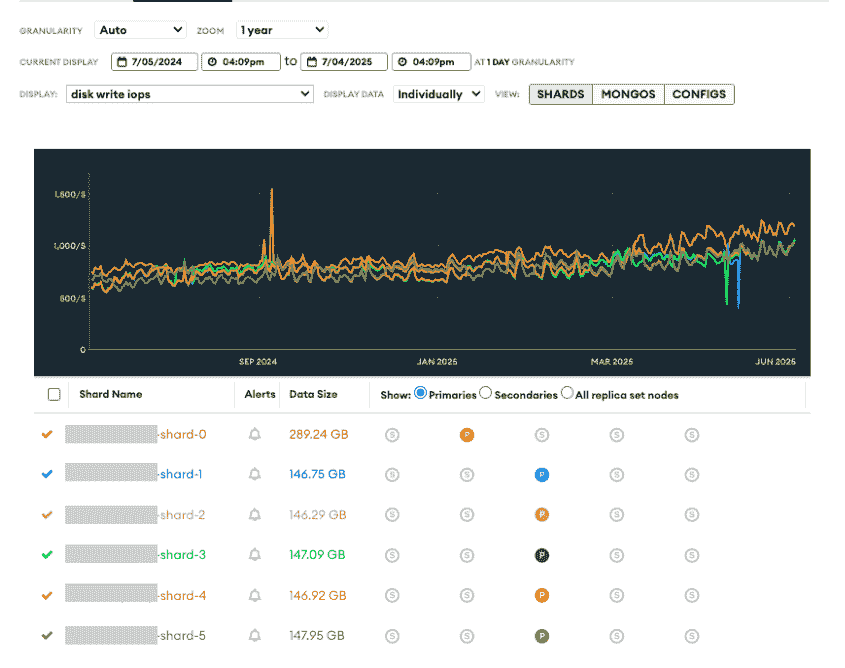 GRANULARITY Auto ZOOM 1 year
CURRENT DISPLAY 7/05/2024 04:09pm to 7/04/2025 04:09pm AT 1 DAY GRANULARITY
DISPLAY: disk write iops DISPLAY DATA Individually VIEW: SHARDS MONGOS CONFIGS
1,500/S
1,000/S
500/S
0
SEP 2024 JAN 2025 MAR 2025 JUN 2025
Shard Name Alerts Data Size Show: Primaries Secondaries All replica set nodes
-shard-0 289.24 GB S P S S S
-shard-1 146.75 GB S S P S S
-shard-2 146.29 GB S S P S S
-shard-3 147.09 GB S S P S S
-shard-4 146.92 GB S S P S S
-shard-5 147.95 GB S S P S S